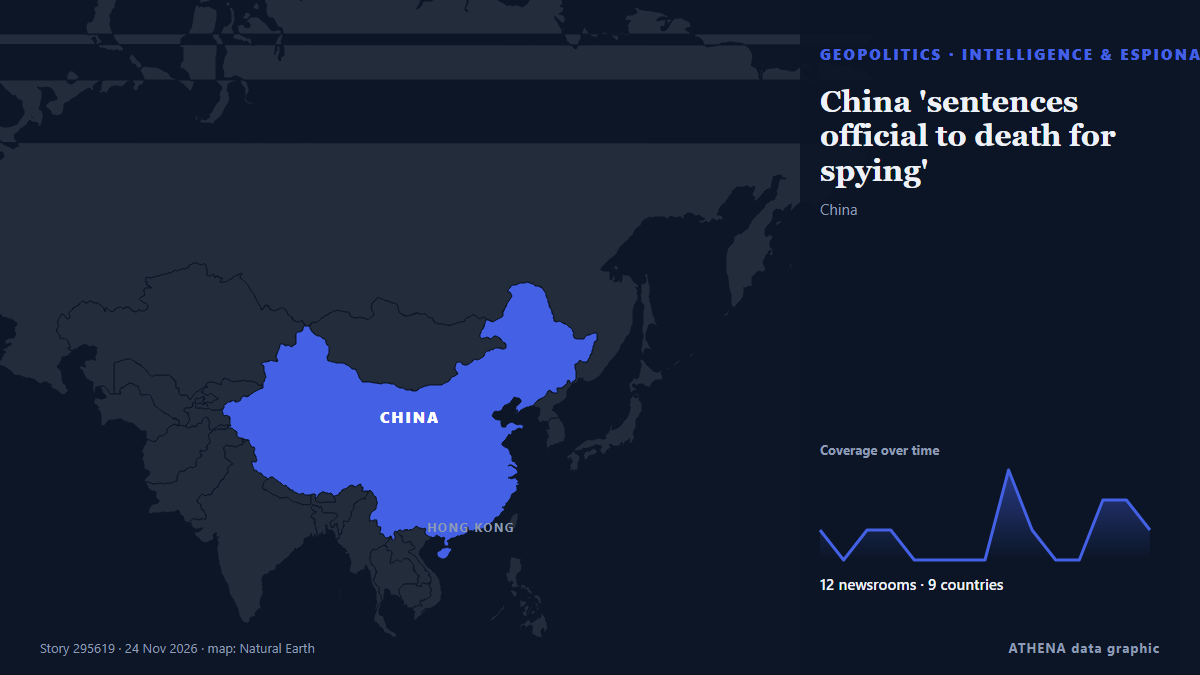 GEOPOLITICS · INTELLIGENCE & ESPIONA
China 'sentences
official to death for
spying'
China
CHINA
HONG KONG
Coverage over time
12 newsrooms · 9 countries
Story 295619 · 24 Nov 2026 · map: Natural Earth
ATHENA data graphic